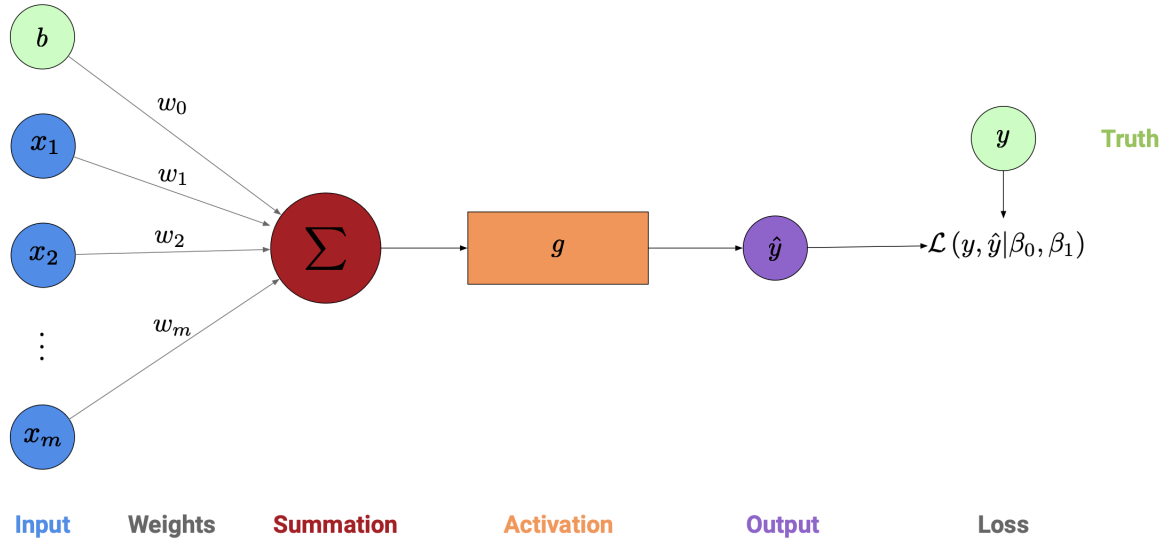 b
w₀
x₁
w₁
y
Truth
x₂
w₂
∑
g
ŷ
ℒ (y, ŷ|β₀, β₁)
⋮
wₘ
xₘ
Input
Weights
Summation
Activation
Output
Loss